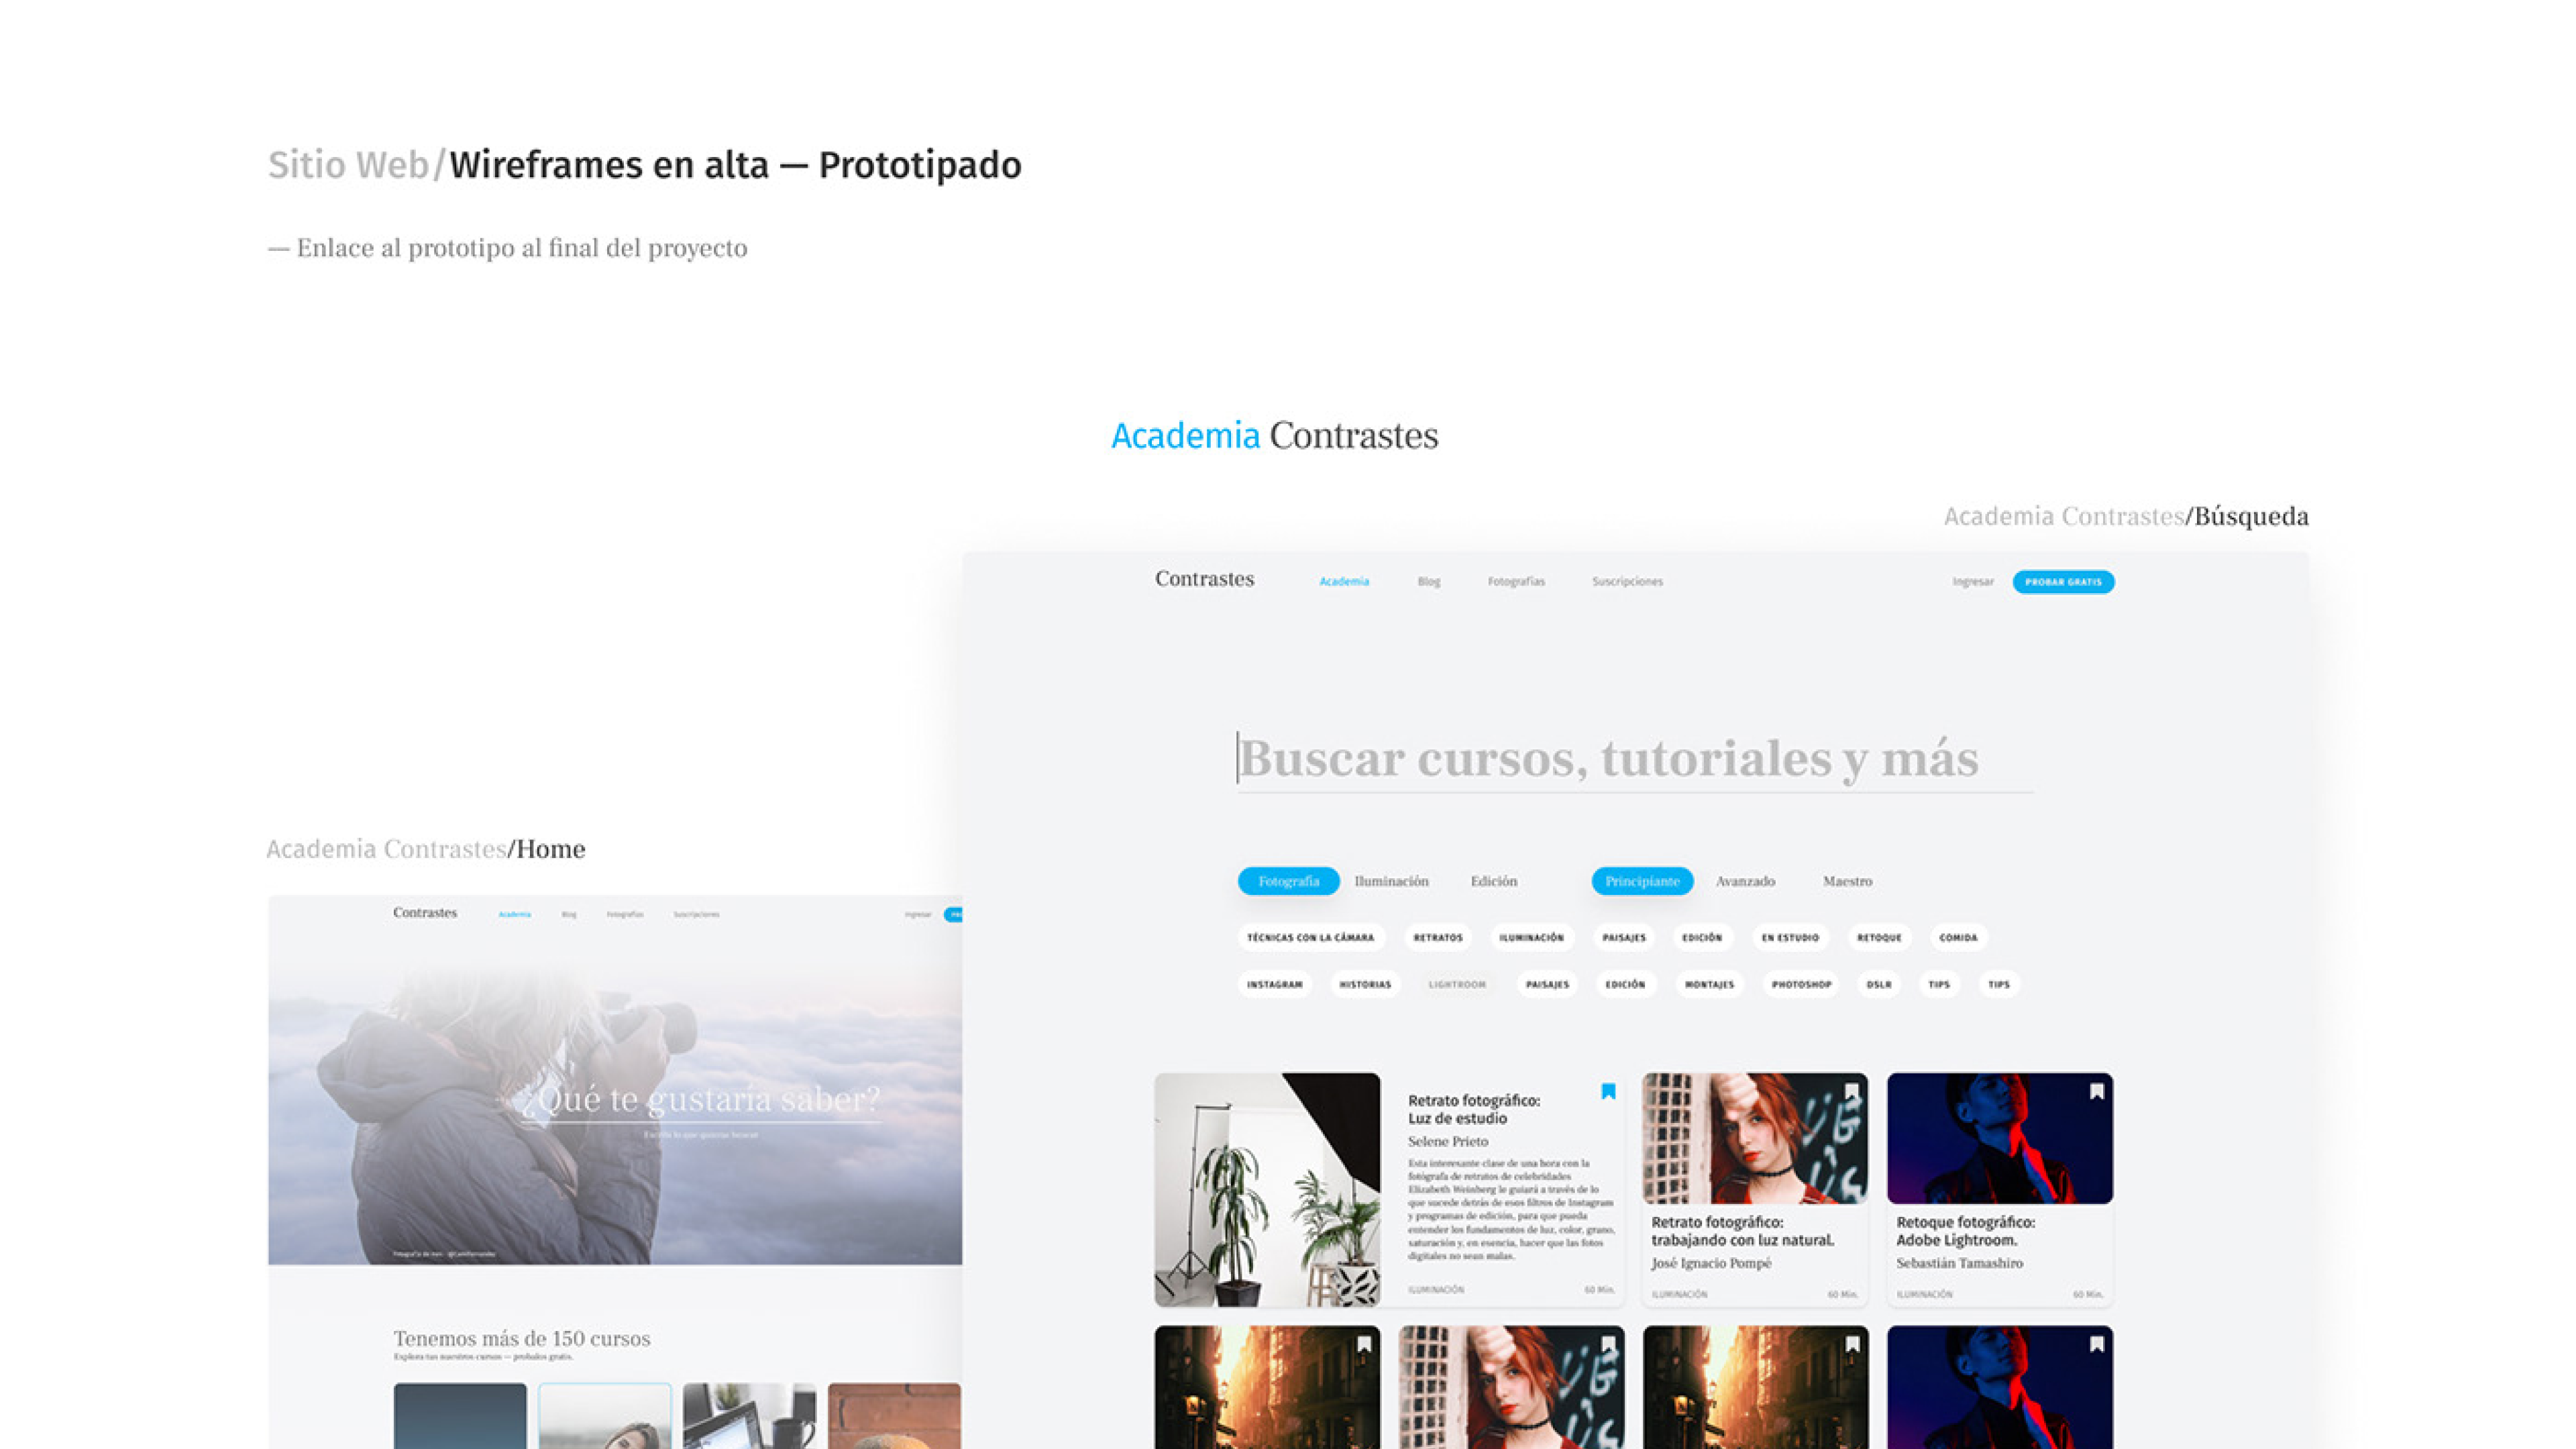 Sitio Web/Wireframes en alta — Prototipado
— Enlace al prototipo al final del proyecto
Academia Contrastes
Academia Contrastes/Búsqueda
Contrastes Academia Blog Fotografías Suscripciones Ingresar PROBAR GRATIS
Buscar cursos, tutoriales y más
Fotografía Iluminación Edición Principiante Avanzado Maestro
TÉCNICAS CON LA CÁMARA RETRATOS ILUMINACIÓN PAISAJES EDICIÓN EN ESTUDIO RETOQUE COMIDA
INSTAGRAM HISTORIAS LIGHTROOM PAISAJES EDICIÓN MONTAJES PHOTOSHOP DSLR TIPS TIPS
Retrato fotográfico:
Luz de estudio
Selene Prieto
Esta interesante clase de una hora con la
fotógrafa de retratos de celebridades
Elizabeth Weinberg le guiará a través de lo
que sucede detrás de esos filtros de Instagram
y programas de edición, para que pueda
entender los fundamentos de luz, color, grano,
saturación y, en esencia, hacer que las fotos
digitales no sean malas.
ILUMINACIÓN 60 Min.
Retrato fotográfico:
trabajando con luz natural.
José Ignacio Pompé
ILUMINACIÓN 60 Min.
Retoque fotográfico:
Adobe Lightroom.
Sebastián Tamashiro
ILUMINACIÓN 60 Min.
Academia Contrastes/Home
Contrastes Academia Blog Fotografías Suscripciones Ingresar
¿Qué te gustaría saber?
Escribí lo que quieras buscar
Tenemos más de 150 cursos
Explora tus nuestros cursos — probalos gratis.